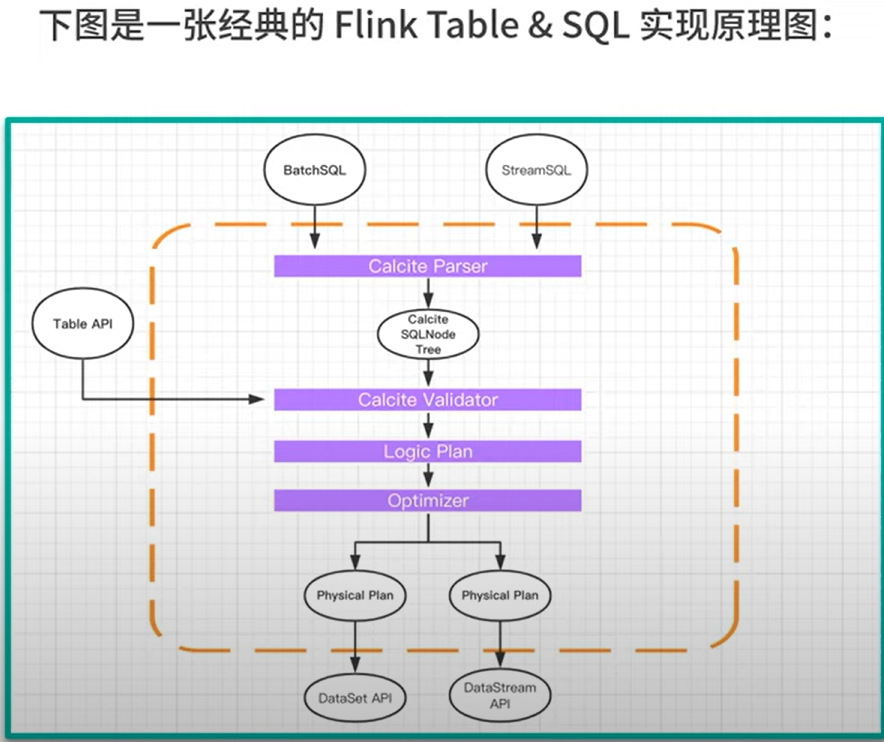 下图是一张经典的 Flink Table & SQL 实现原理图：
BatchSQL
StreamSQL
Calcite Parser
Table API
Calcite
SQLNode
Tree
Calcite Validator
Logic Plan
Optimizer
Physical Plan
Physical Plan
DataSet API
DataStream
API